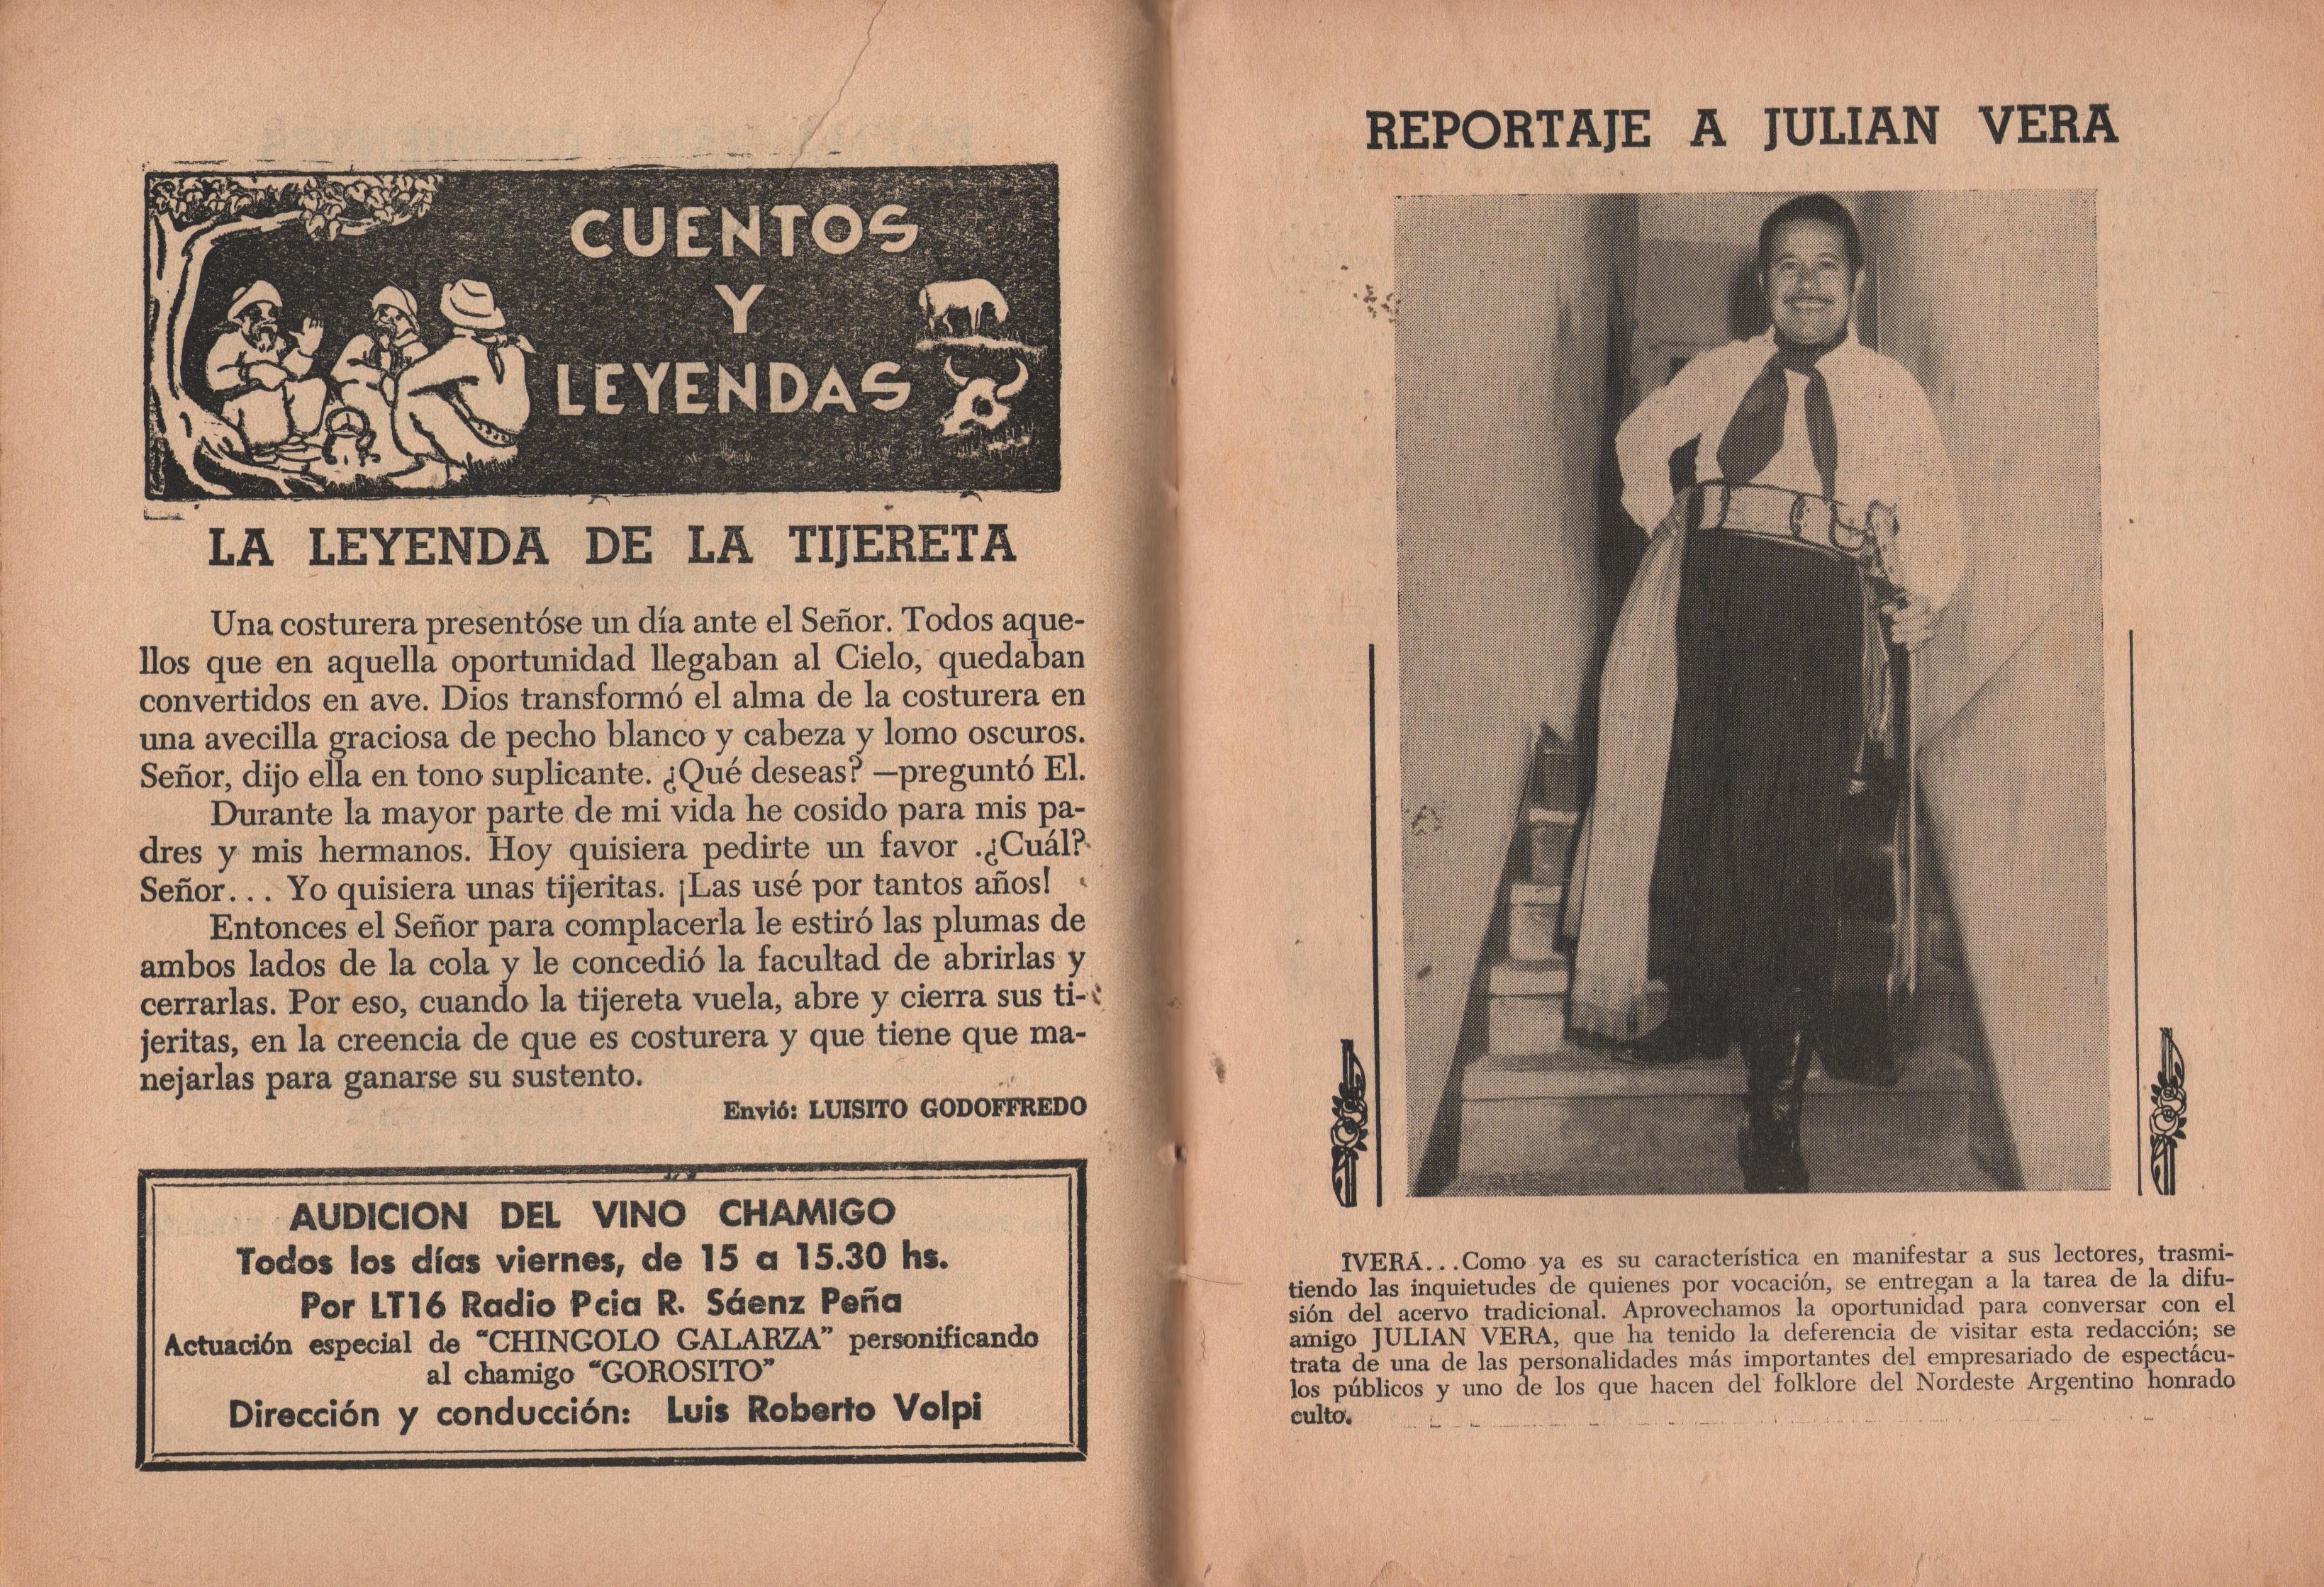 CUENTOS
Y
LEYENDAS
LA LEYENDA DE LA TIJERETA
Una costurera presentóse un día ante el Señor. Todos aque-
llos que en aquella oportunidad llegaban al Cielo, quedaban
convertidos en ave. Dios transformó el alma de la costurera en
una avecilla graciosa de pecho blanco y cabeza y lomo oscuros.
Señor, dijo ella en tono suplicante. ¿Qué deseas? —preguntó El.
Durante la mayor parte de mi vida he cosido para mis pa-
dres y mis hermanos. Hoy quisiera pedirte un favor .¿Cuál?
Señor... Yo quisiera unas tijeritas. ¡Las usé por tantos años!
Entonces el Señor para complacerla le estiró las plumas de
ambos lados de la cola y le concedió la facultad de abrirlas y
cerrarlas. Por eso, cuando la tijereta vuela, abre y cierra sus ti-
jeritas, en la creencia de que es costurera y que tiene que ma-
nejarlas para ganarse su sustento.
Envió: LUISITO GODOFFREDO
AUDICION DEL VINO CHAMIGO
Todos los días viernes, de 15 a 15.30 hs.
Por LT16 Radio Pcia R. Sáenz Peña
Actuación especial de "CHINGOLO GALARZA" personificando
al chamigo "GOROSITO"
Dirección y conducción: Luis Roberto Volpi
REPORTAJE A JULIAN VERA
IVERÁ...Como ya es su característica en manifestar a sus lectores, trasmi-
tiendo las inquietudes de quienes por vocación, se entregan a la tarea de la difu-
sión del acervo tradicional. Aprovechamos la oportunidad para conversar con el
amigo JULIAN VERA, que ha tenido la deferencia de visitar esta redacción; se
trata de una de las personalidades más importantes del empresariado de espectácu-
los públicos y uno de los que hacen del folklore del Nordeste Argentino honrado
culto.